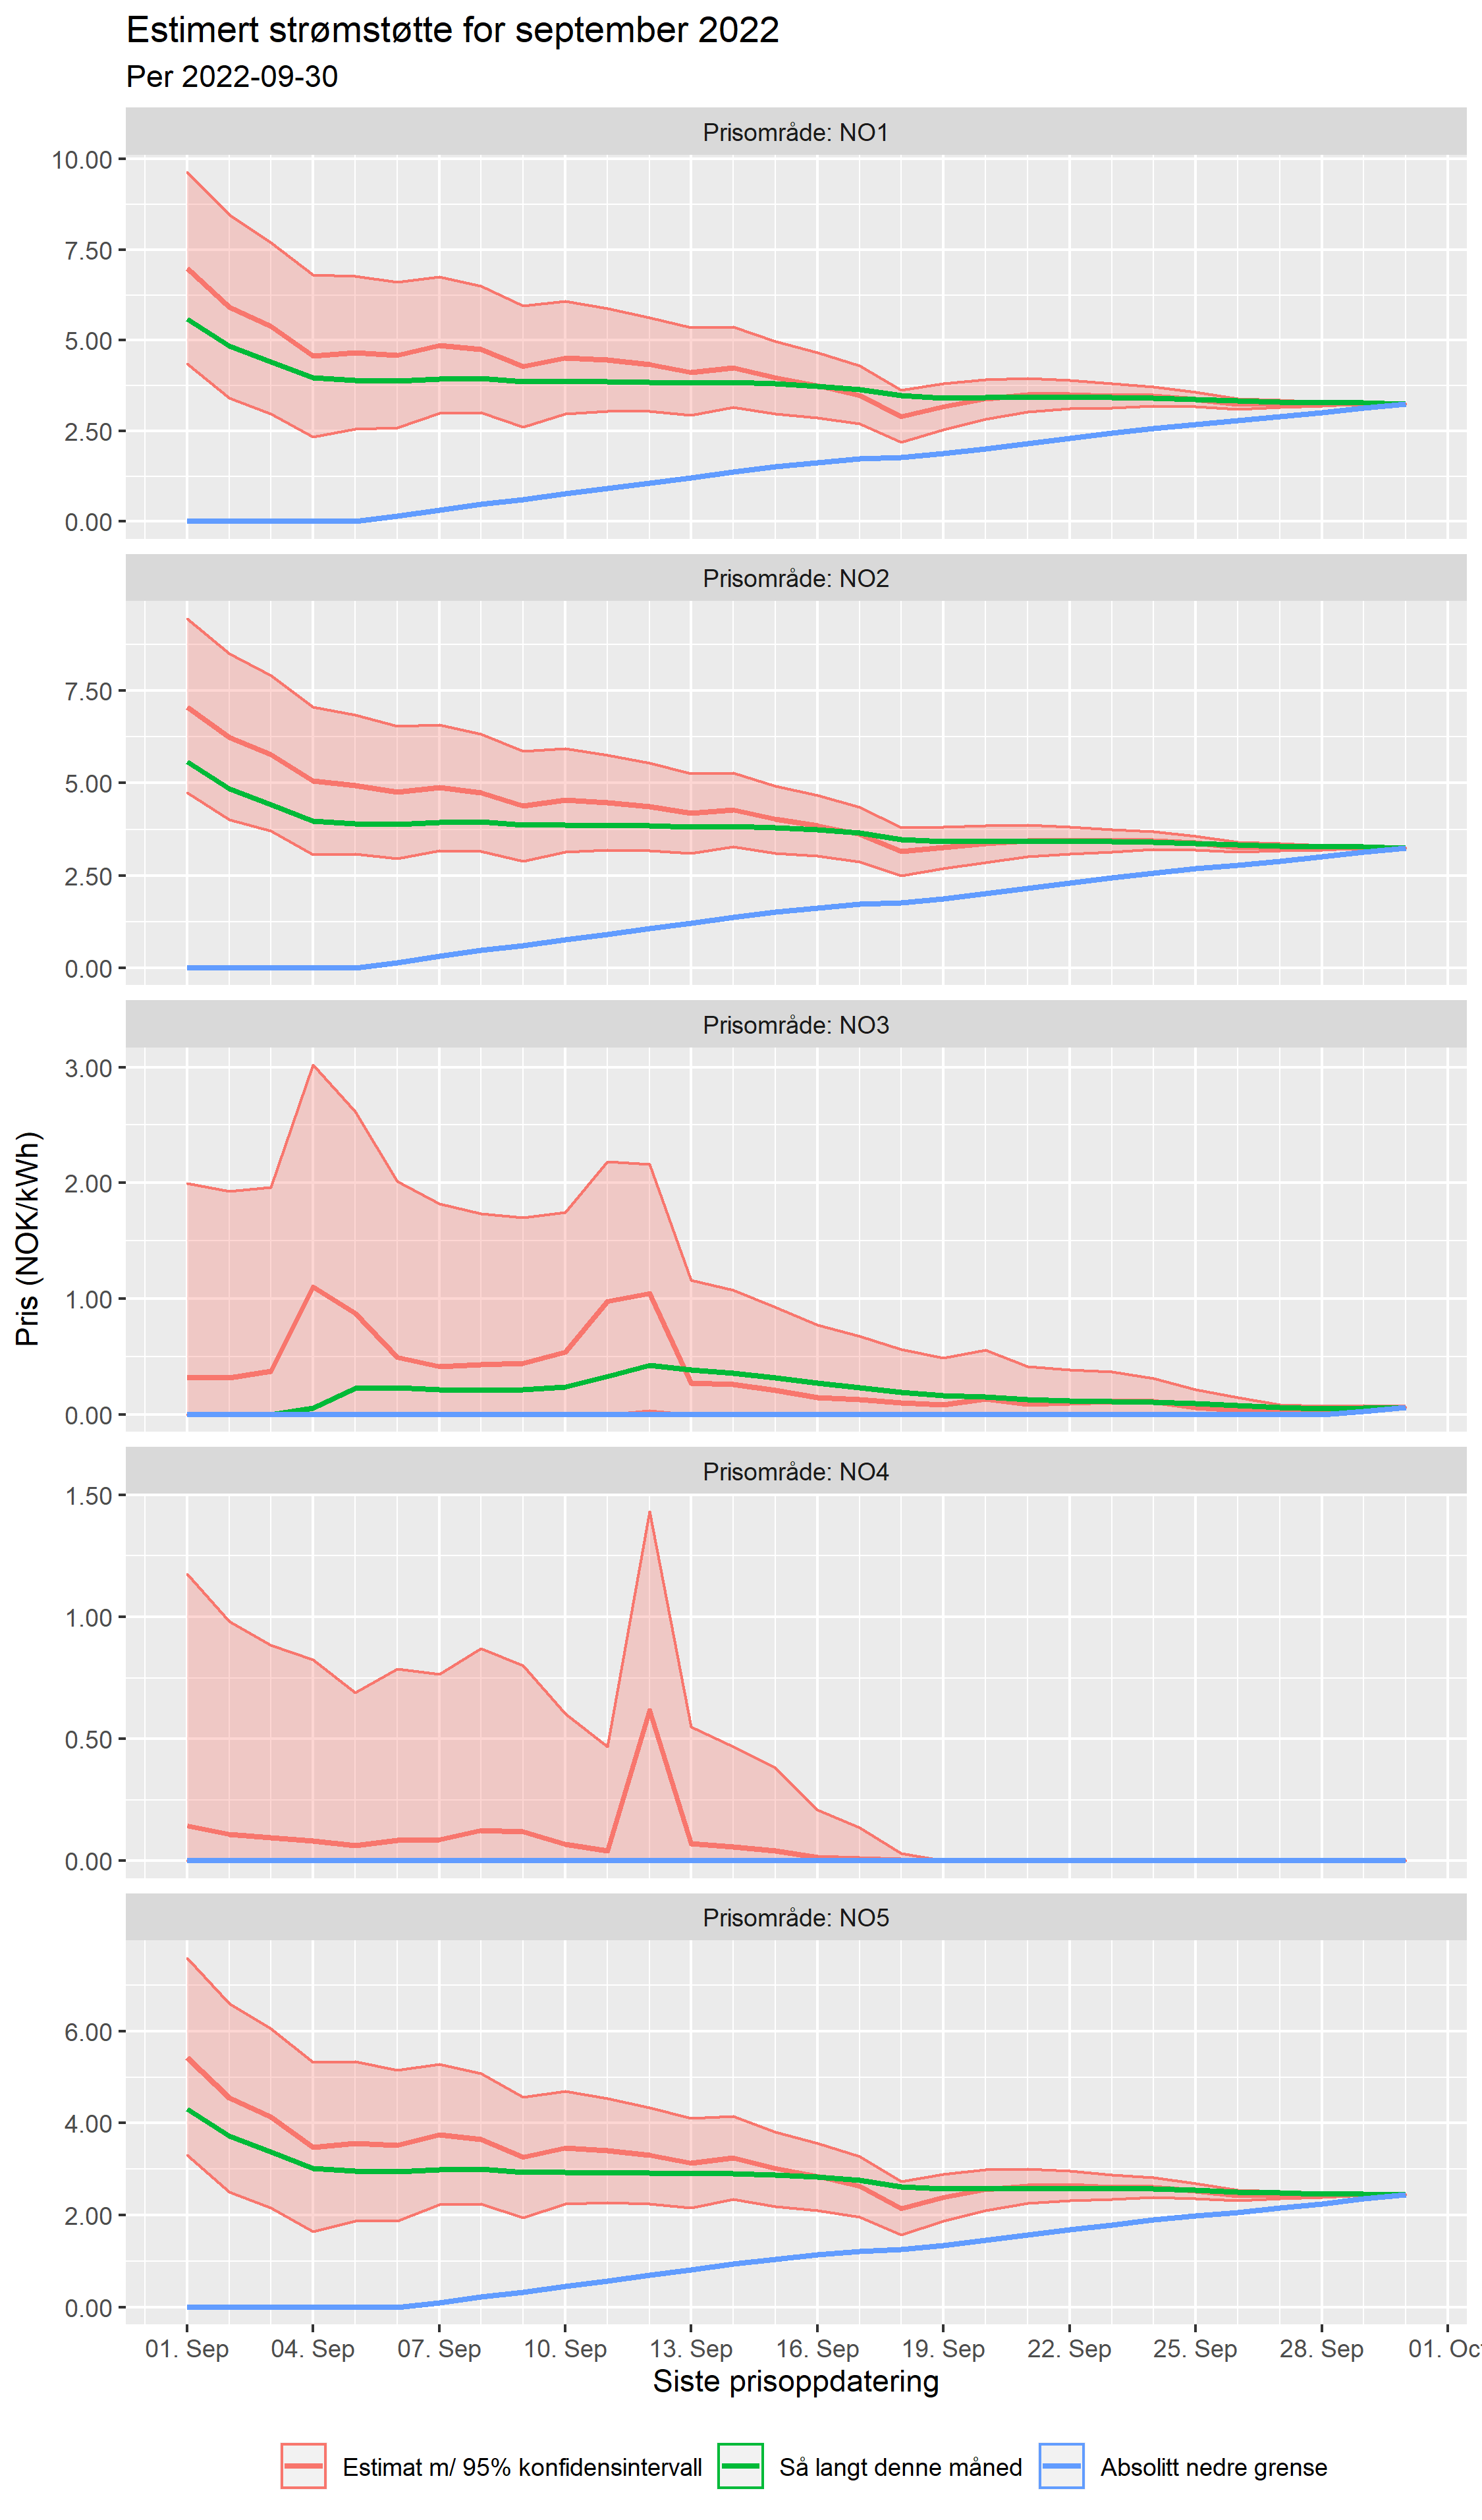 Estimert strømstøtte for september 2022
Per 2022-09-30
Prisområde: NO1
10.00
7.50
5.00
2.50
0.00
Prisområde: NO2
7.50
5.00
2.50
0.00
Prisområde: NO3
3.00
2.00
1.00
0.00
Pris (NOK/kWh)
Prisområde: NO4
1.50
1.00
0.50
0.00
Prisområde: NO5
6.00
4.00
2.00
0.00
01. Sep 04. Sep 07. Sep 10. Sep 13. Sep 16. Sep 19. Sep 22. Sep 25. Sep 28. Sep 01. Oc
Siste prisoppdatering
Estimat m/ 95% konfidensintervall Så langt denne måned Absolitt nedre grense